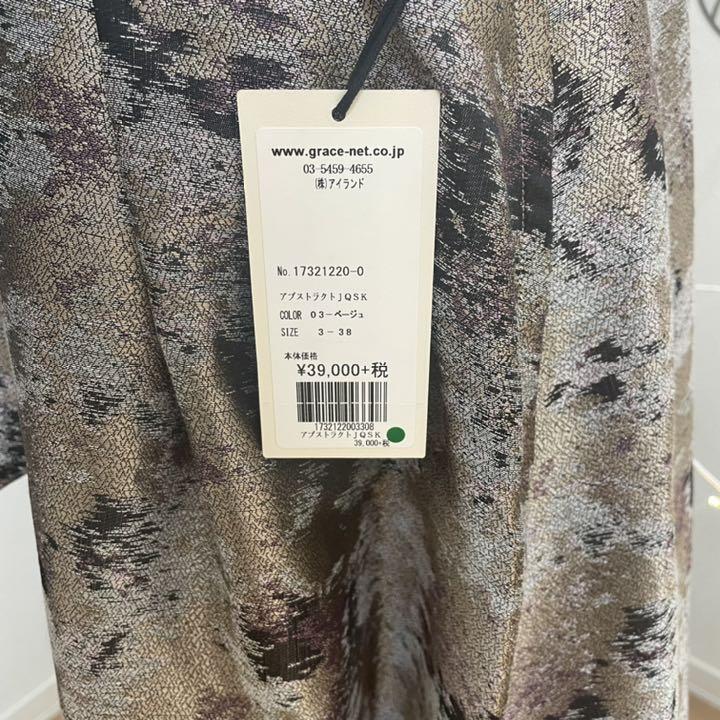 www.grace-net.co.jp
03-5459-4655
(株)アイランド
No.17321220-0
アブストラクトJQSK
COLOR 03-ベージュ
SIZE 3-38
本体価格
¥39,000+税
1732122003308
アブストラクトJQSK
39,000+税